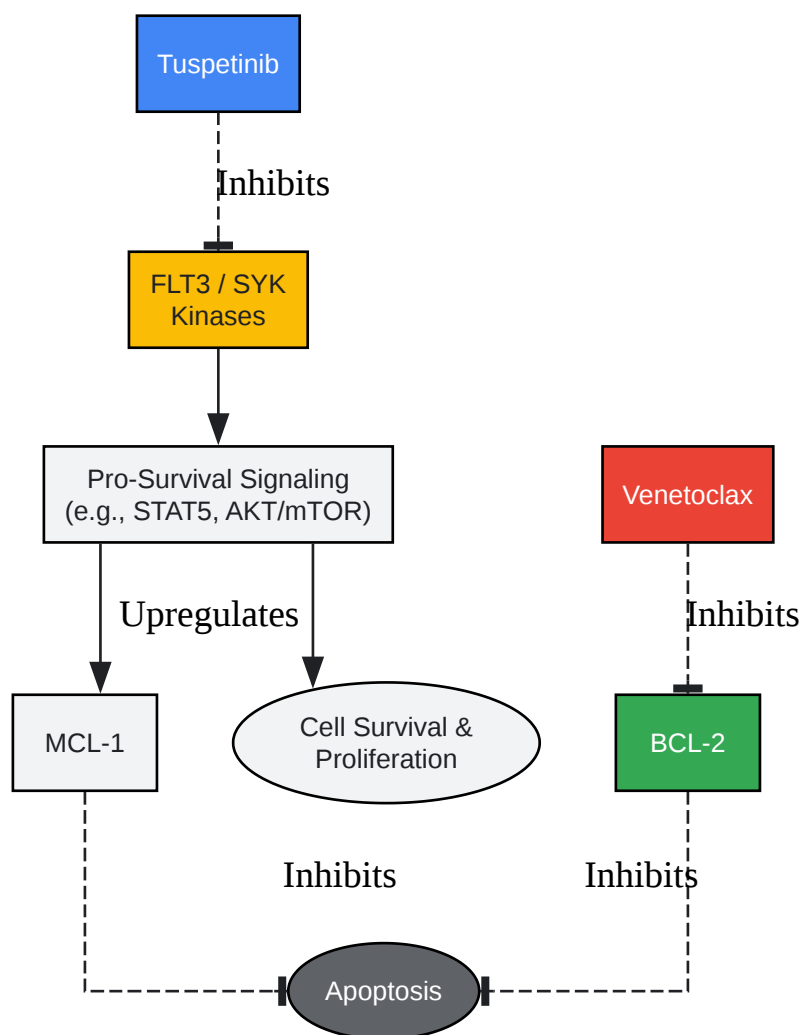 Tuspetinib
Inhibits
FLT3 / SYK
Kinases
Pro-Survival Signaling
(e.g., STAT5, AKT/mTOR)
Venetoclax
Upregulates
Inhibits
MCL-1
Cell Survival &
Proliferation
BCL-2
Inhibits
Inhibits
Apoptosis